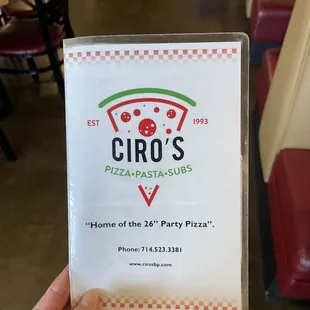 EST 1993
CIRO'S
PIZZA•PASTA•SUBS
"Home of the 26" Party Pizza".
Phone: 714.523.3381
www.cirosbp.com